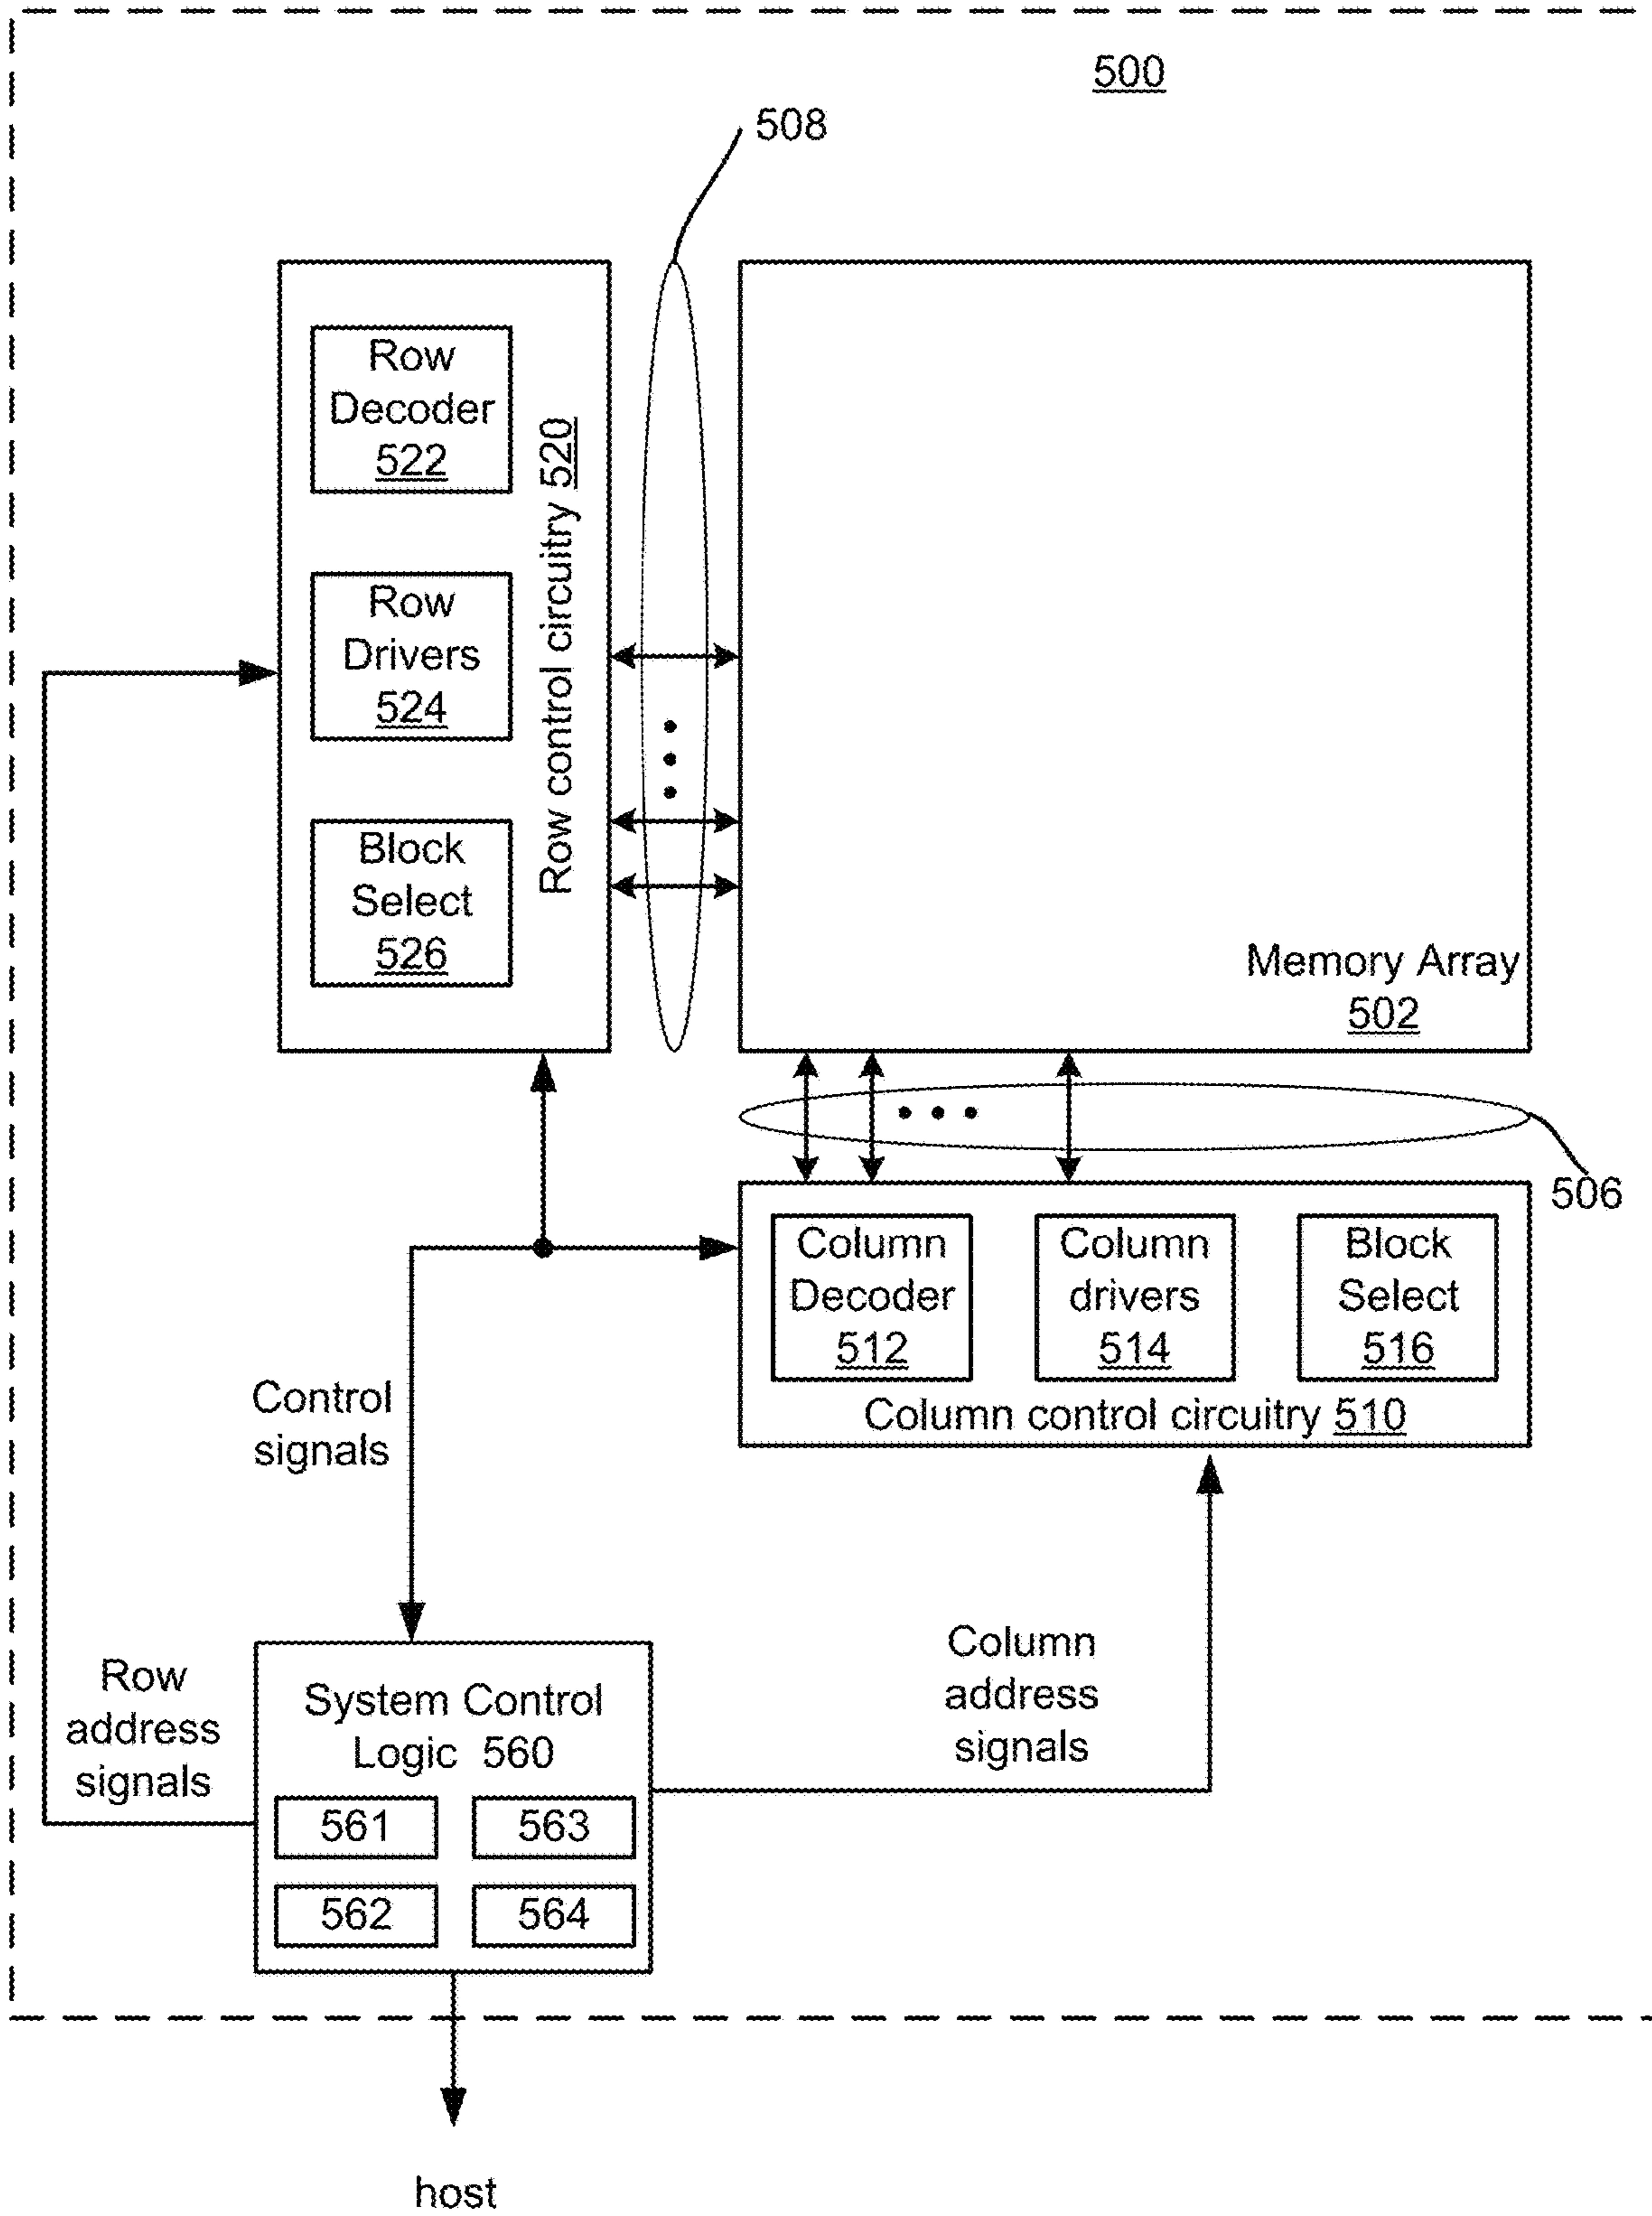 500
508
Row
Decoder
522
Row
Drivers
524
Block
Select
526
Row control circuitry 520
Memory Array
502
506
Column
Decoder
512
Column
drivers
514
Block
Select
516
Column control circuitry 510
Control
signals
Row
address
signals
System Control
Logic 560
561
563
562
564
Column
address
signals
host